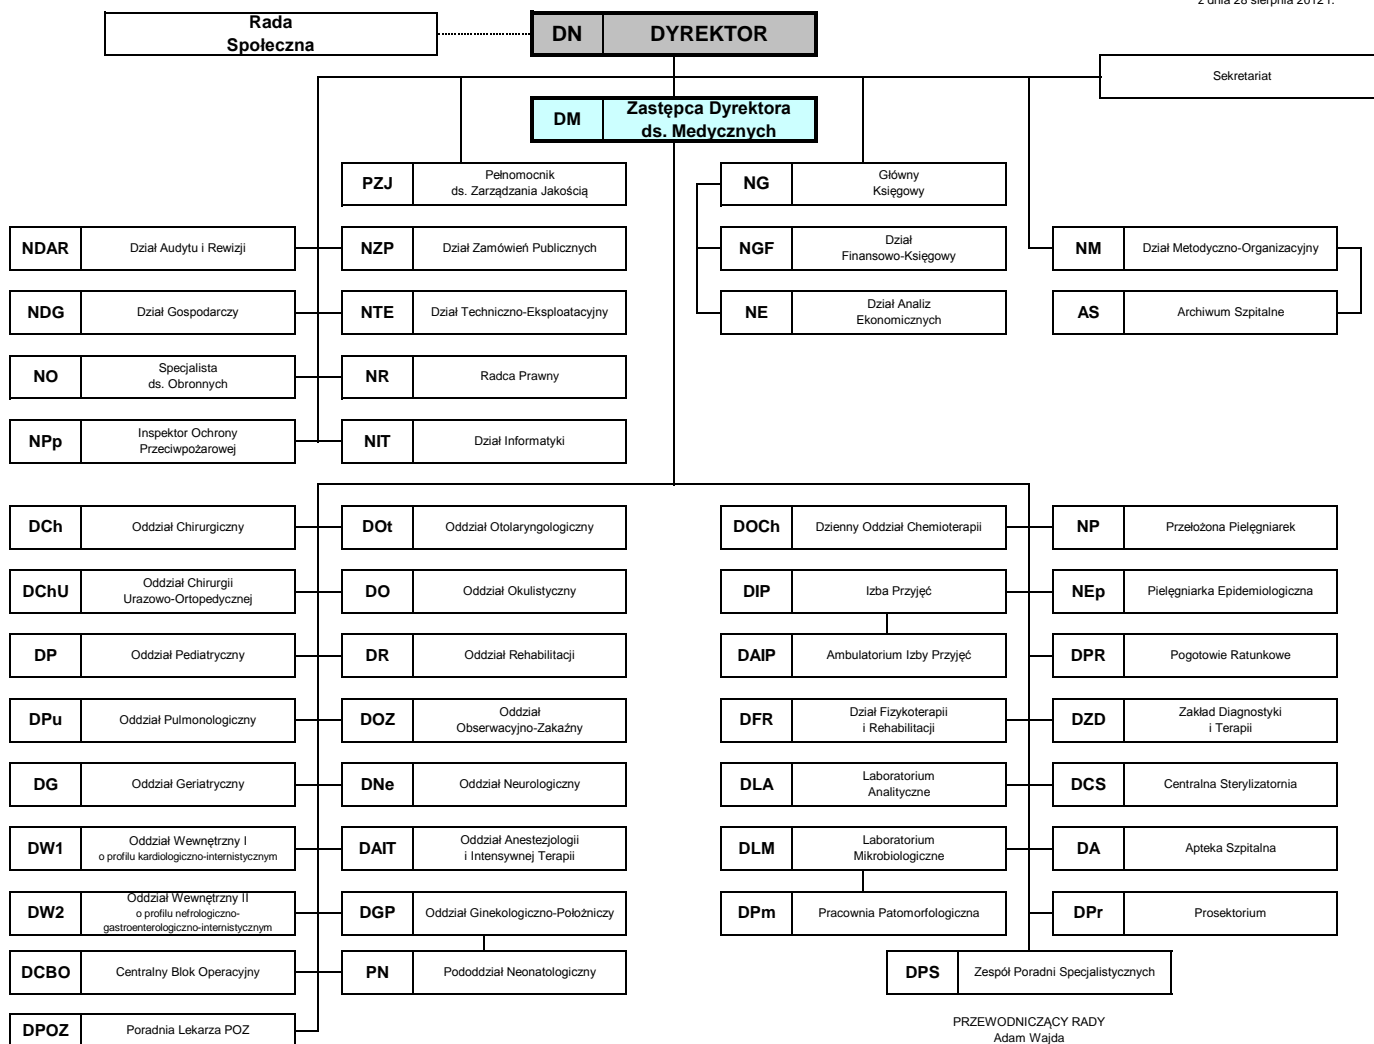 z dnia 28 sierpnia 2012 r.
Rada
Społeczna
DN DYREKTOR
Sekretariat
DM Zastępca Dyrektora
ds. Medycznych
PZJ Pełnomocnik
ds. Zarządzania Jakością
NG Główny
Księgowy
NDAR Dział Audytu i Rewizji
NZP Dział Zamówień Publicznych
NGF Dział
Finansowo-Księgowy
NM Dział Metodyczno-Organizacyjny
NDG Dział Gospodarczy
NTE Dział Techniczno-Eksploatacyjny
NE Dział Analiz
Ekonomicznych
AS Archiwum Szpitalne
NO Specjalista
ds. Obronnych
NR Radca Prawny
NPp Inspektor Ochrony
Przeciwpożarowej
NIT Dział Informatyki
DCh Oddział Chirurgiczny
DOt Oddział Otolaryngologiczny
DOCh Dzienny Oddział Chemioterapii
NP Przełożona Pielęgniarek
DChU Oddział Chirurgii
Urazowo-Ortopedycznej
DO Oddział Okulistyczny
DIP Izba Przyjęć
NEp Pielęgniarka Epidemiologiczna
DP Oddział Pediatryczny
DR Oddział Rehabilitacji
DAIP Ambulatorium Izby Przyjęć
DPR Pogotowie Ratunkowe
DPu Oddział Pulmonologiczny
DOZ Oddział
Obserwacyjno-Zakaźny
DFR Dział Fizykoterapii
i Rehabilitacji
DZD Zakład Diagnostyki
i Terapii
DG Oddział Geriatryczny
DNe Oddział Neurologiczny
DLA Laboratorium
Analityczne
DCS Centralna Sterylizatornia
DW1 Oddział Wewnętrzny I
o profilu kardiologiczno-internistycznym
DAIT Oddział Anestezjologii
i Intensywnej Terapii
DLM Laboratorium
Mikrobiologiczne
DA Apteka Szpitalna
DW2 Oddział Wewnętrzny II
o profilu nefrologiczno-
gastroenterologiczno-internistycznym
DGP Oddział Ginekologiczno-Położniczy
DPm Pracownia Patomorfologiczna
DPr Prosektorium
DCBO Centralny Blok Operacyjny
PN Pododdział Neonatologiczny
DPS Zespół Poradni Specjalistycznych
DPOZ Poradnia Lekarza POZ
PRZEWODNICZĄCY RADY
Adam Wajda